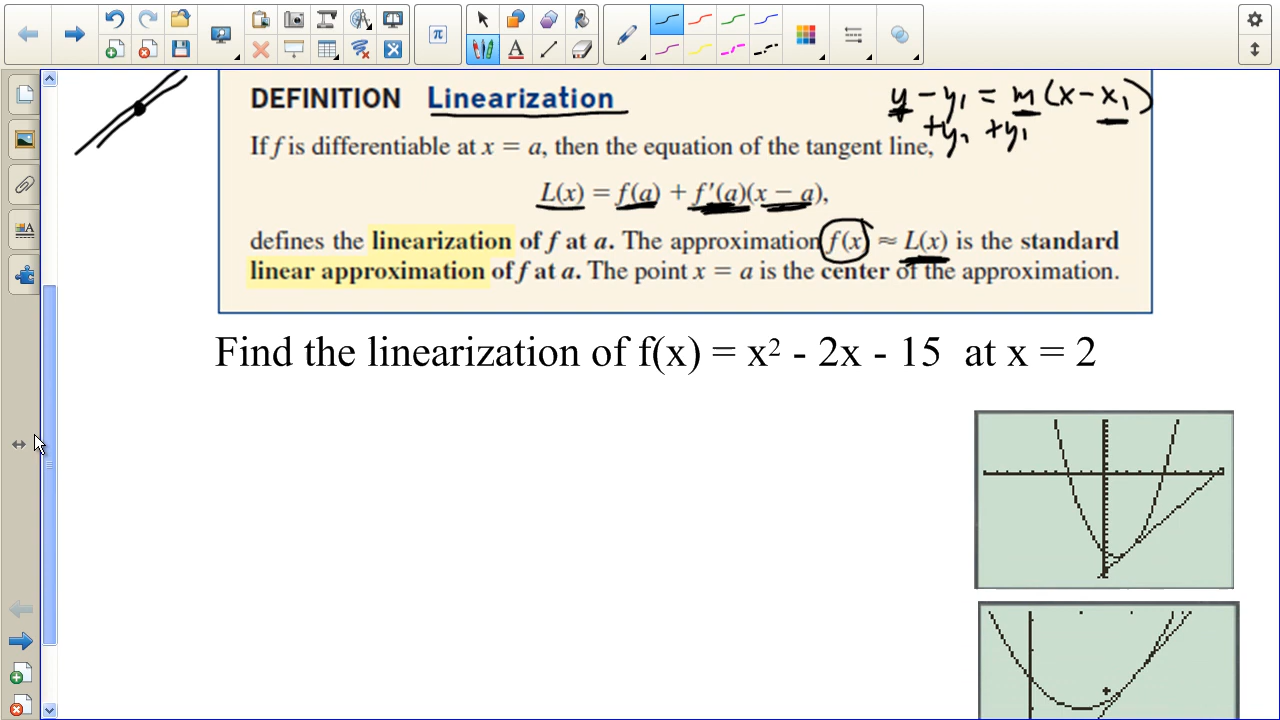 DEFINITION Linearization
y - y₁ = m(x - x₁)
+y₁ +y₁
If f is differentiable at x = a, then the equation of the tangent line,
L(x) = f(a) + f′(a)(x − a),
defines the linearization of f at a. The approximation f(x) ≈ L(x) is the standard
linear approximation of f at a. The point x = a is the center of the approximation.
Find the linearization of f(x) = x² - 2x - 15 at x = 2